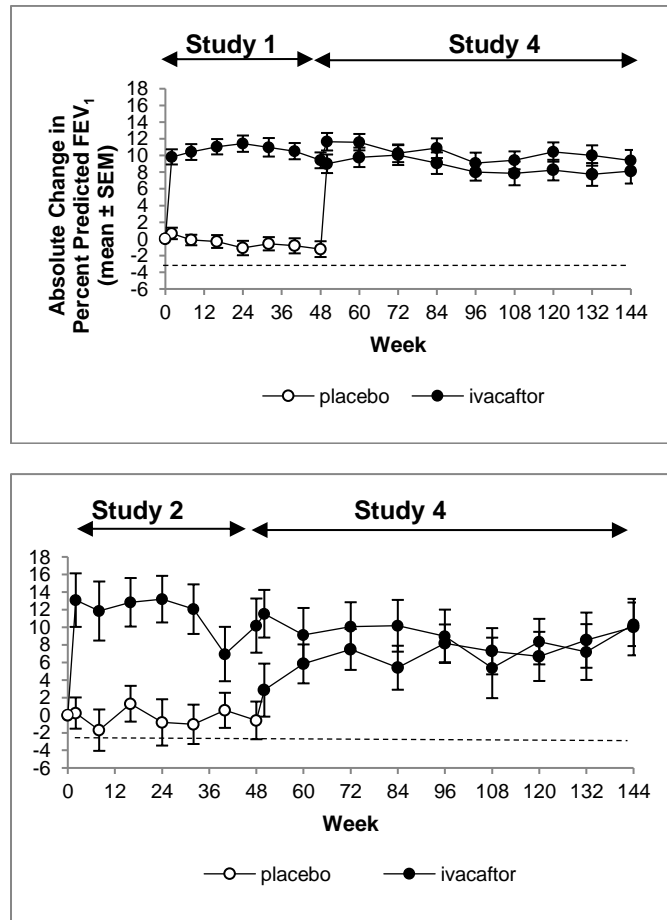 Study 1 Study 4
Absolute Change in
Percent Predicted FEV1
(mean ± SEM)
18
16
14
12
10
8
6
4
2
0
-2
-4
-6
0 12 24 36 48 60 72 84 96 108 120 132 144
Week
placebo ivacaftor
Study 2 Study 4
18
16
14
12
10
8
6
4
2
0
-2
-4
-6
0 12 24 36 48 60 72 84 96 108 120 132 144
Week
placebo ivacaftor